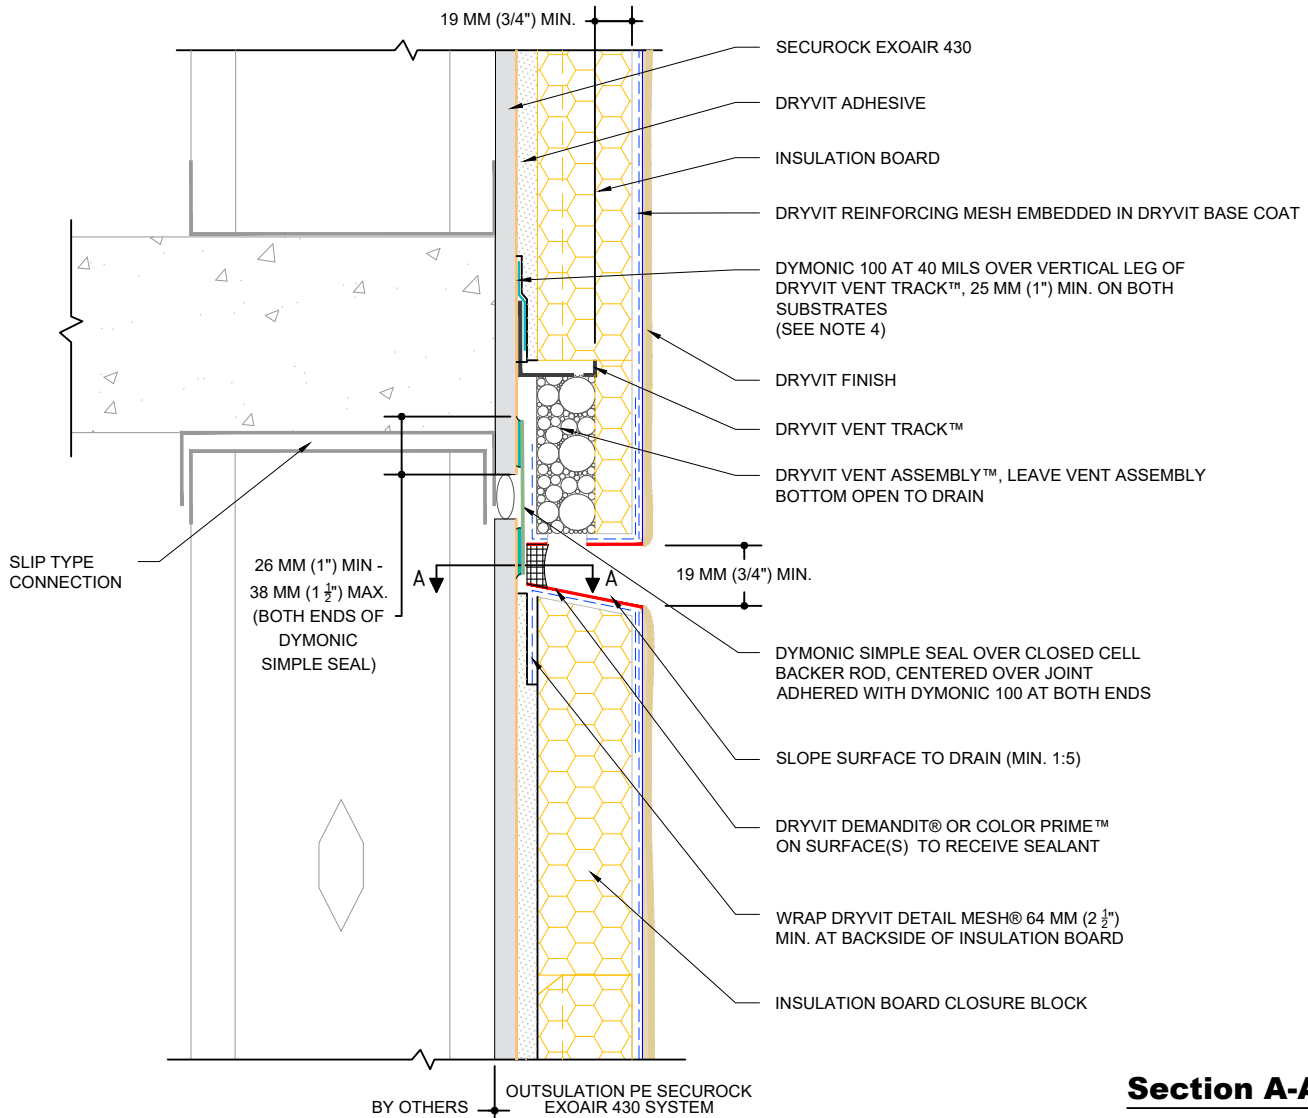 19 MM (3/4") MIN.
SECUROCK EXOAIR 430
DRYVIT ADHESIVE
INSULATION BOARD
DRYVIT REINFORCING MESH EMBEDDED IN DRYVIT BASE COAT
DYMONIC 100 AT 40 MILS OVER VERTICAL LEG OF
DRYVIT VENT TRACK™, 25 MM (1") MIN. ON BOTH
SUBSTRATES
(SEE NOTE 4)
DRYVIT FINISH
DRYVIT VENT TRACK™
DRYVIT VENT ASSEMBLY™, LEAVE VENT ASSEMBLY
BOTTOM OPEN TO DRAIN
SLIP TYPE
CONNECTION
26 MM (1") MIN -
38 MM (1 1/2") MAX.
(BOTH ENDS OF
DYMONIC
SIMPLE SEAL)
A
A
19 MM (3/4") MIN.
DYMONIC SIMPLE SEAL OVER CLOSED CELL
BACKER ROD, CENTERED OVER JOINT
ADHERED WITH DYMONIC 100 AT BOTH ENDS
SLOPE SURFACE TO DRAIN (MIN. 1:5)
DRYVIT DEMANDIT® OR COLOR PRIME™
ON SURFACE(S) TO RECEIVE SEALANT
WRAP DRYVIT DETAIL MESH® 64 MM (2 1/2")
MIN. AT BACKSIDE OF INSULATION BOARD
INSULATION BOARD CLOSURE BLOCK
BY OTHERS
OUTSULATION PE SECUROCK
EXOAIR 430 SYSTEM
Section A-A